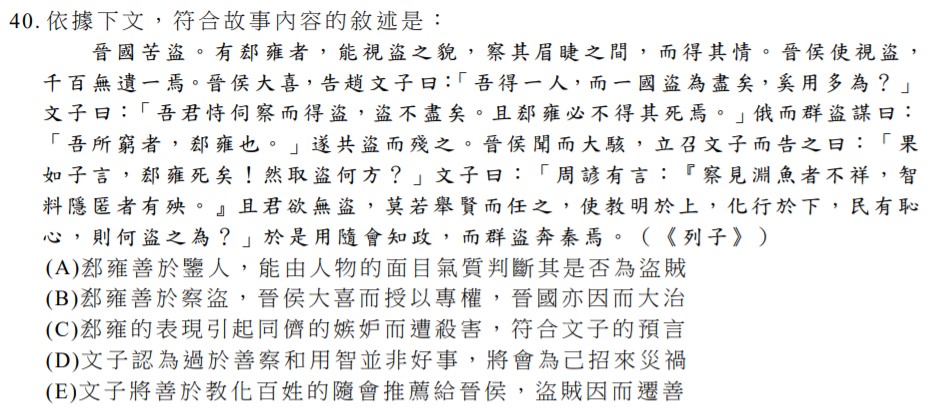 40. 依據下文，符合故事內容的敘述是：
晉國苦盜。有郄雍者，能視盜之貌，察其眉睫之間，而得其情。晉侯使視盜，
千百無遺一焉。晉侯大喜，告趙文子曰：「吾得一人，而一國盜為盡矣，奚用多為？」
文子曰：「吾君恃伺察而得盜，盜不盡矣。且郄雍必不得其死焉。」俄而群盜謀曰：
「吾所窮者，郄雍也。」遂共盜而殘之。晉侯聞而大駭，立召文子而告之曰：「果
如子言，郄雍死矣！然取盜何方？」文子曰：「周諺有言：『察見淵魚者不祥，智
料隱匿者有殃。』且君欲無盜，莫若舉賢而任之，使教明於上，化行於下，民有恥
心，則何盜之為？」於是用隨會知政，而群盜奔秦焉。（《列子》）
(A)郄雍善於鑒人，能由人物的面目氣質判斷其是否為盜賊
(B)郄雍善於察盜，晉侯大喜而授以專權，晉國亦因而大治
(C)郄雍的表現引起同儕的嫉妒而遭殺害，符合文子的預言
(D)文子認為過於善察和用智並非好事，將會為己招來災禍
(E)文子將善於教化百姓的隨會推薦給晉侯，盜賊因而遷善